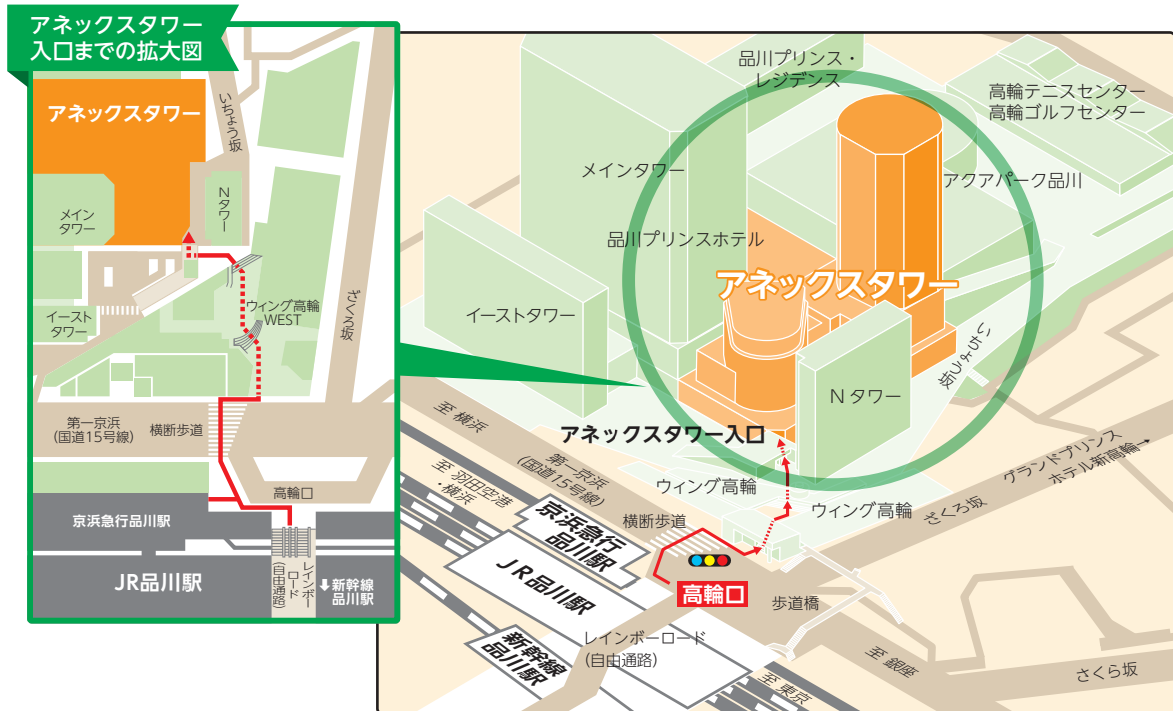 アネックスタワー
入口までの拡大図
アネックスタワー
いちょう坂
Nタワー
メイン
タワー
イースト
タワー
ウィング高輪
WEST
ざくろ坂
第一京浜
(国道15号線)
横断歩道
高輪口
京浜急行品川駅
JR品川駅
レインボー
ロード
(自由通路)
↓新幹線
品川駅
品川プリンス・
レジデンス
高輪テニスセンター
高輪ゴルフセンター
メインタワー
アクアパーク品川
品川プリンスホテル
アネックスタワー
イーストタワー
いちょう坂
Nタワー
至 横浜
アネックスタワー入口
第一京浜
(国道15号線)
至 羽田空港
・横浜
ウィング高輪
グランドプリンス
ホテル新高輪→
ざくろ坂
ウィング高輪
横断歩道
京浜急行
品川駅
JR品川駅
高輪口
歩道橋
新幹線
品川駅
レインボーロード
(自由通路)
至 銀座
至 東京
さくら坂